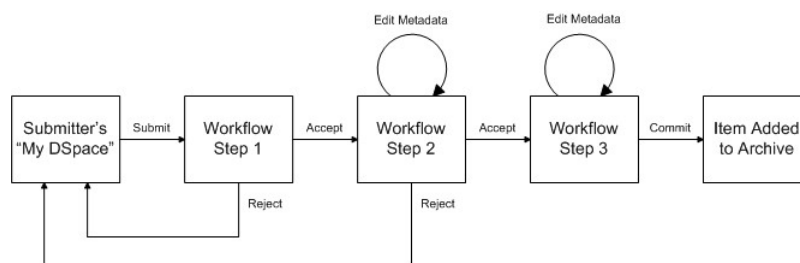 Edit Metadata
Edit Metadata
Submitter's
"My DSpace"
Submit
Workflow
Step 1
Accept
Workflow
Step 2
Accept
Workflow
Step 3
Commit
Item Added
to Archive
Reject
Reject